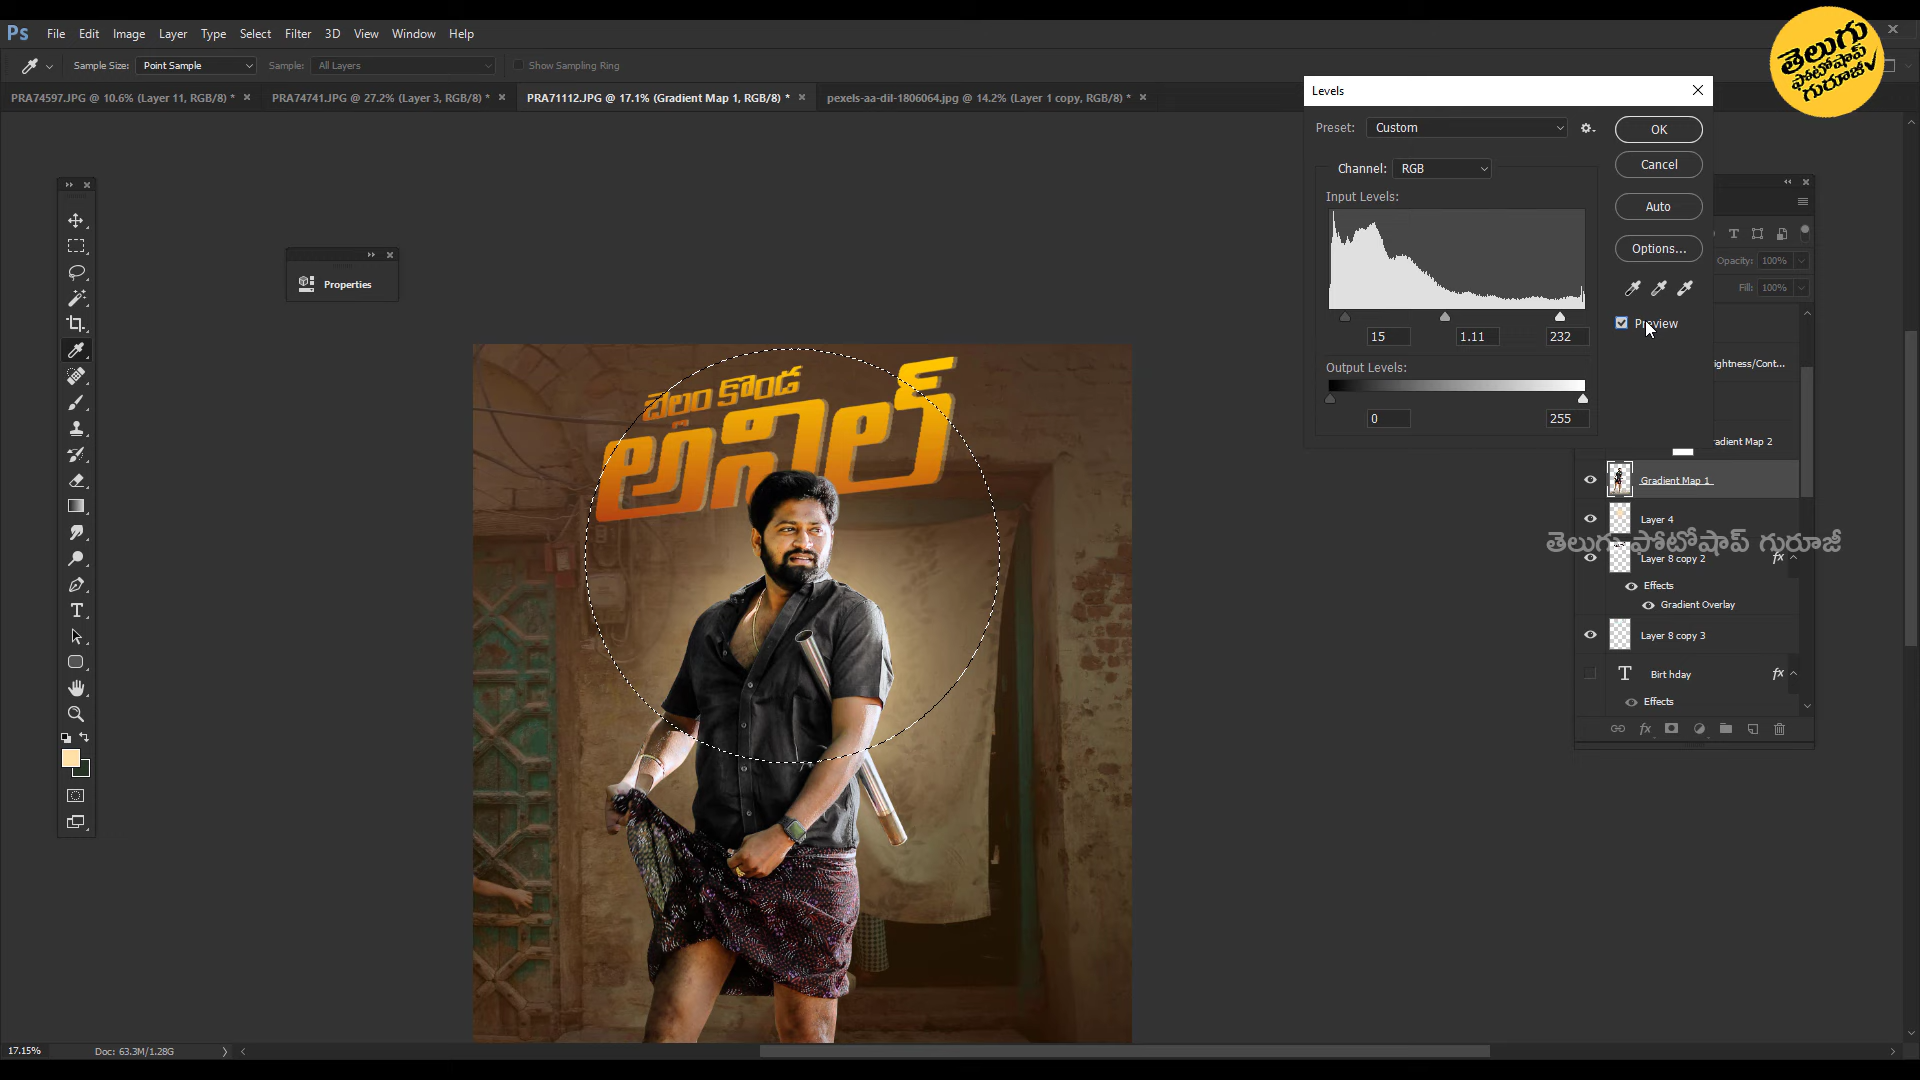 Ps File Edit Image Layer Type Select Filter 3D View Window Help
Sample Size: Point Sample Sample: All Layers Show Sampling Ring
PRA74597.JPG @ 10.6% (Layer 11, RGB/8) * PRA74741.JPG @ 27.2% (Layer 3, RGB/8) * PRA71112.JPG @ 17.1% (Gradient Map 1, RGB/8) * pexels-aa-dil-1806064.jpg @ 14.2% (Layer 1 copy, RGB/8) *
తెలుగు
ఫోటోషాప్
గురూజీ
Levels
Preset: Custom
OK
Channel: RGB
Cancel
Input Levels:
Auto
Options...
15 1.11 232
Preview
Output Levels:
0 255
Opacity: 100%
Fill: 100%
ightness/Cont...
radient Map 2
Gradient Map 1
Layer 4
తెలుగు ఫోటోషాప్ గురూజీ
Layer 8 copy 2 fx
Effects
Gradient Overlay
Layer 8 copy 3
T Birt hday fx
Effects
Properties
చెలం కొండ
అనిల్
17.15% Doc: 63.3M/1.28G